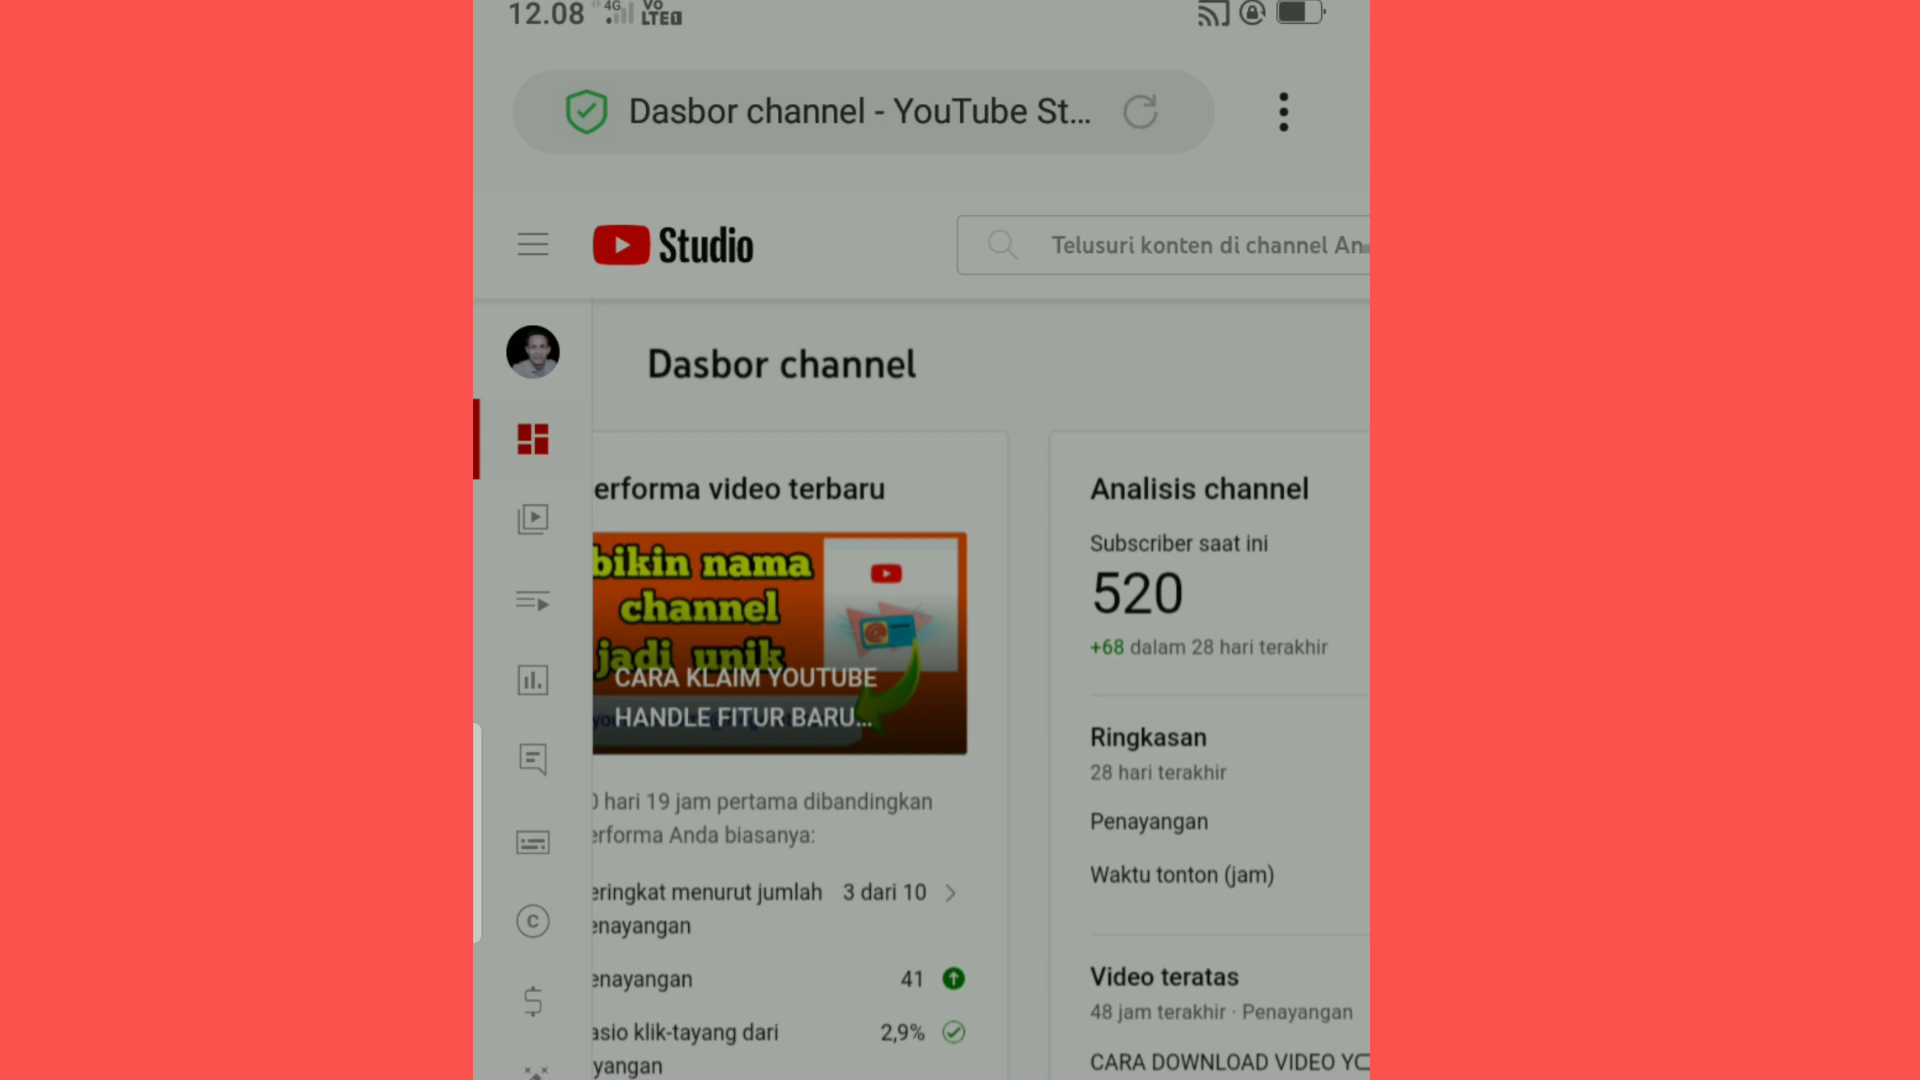 12.08 4G VO LTE
Dasbor channel - YouTube St...
Studio
Telusuri konten di channel An
Dasbor channel
erforma video terbaru
bikin nama
channel
jadi unik
CARA KLAIM YOUTUBE
HANDLE FITUR BARU...
hari 19 jam pertama dibandingkan
erforma Anda biasanya:
eringkat menurut jumlah 3 dari 10
enayangan
enayangan 41
asio klik-tayang dari 2,9%
yangan
Analisis channel
Subscriber saat ini
520
+68 dalam 28 hari terakhir
Ringkasan
28 hari terakhir
Penayangan
Waktu tonton (jam)
Video teratas
48 jam terakhir · Penayangan
CARA DOWNLOAD VIDEO YO